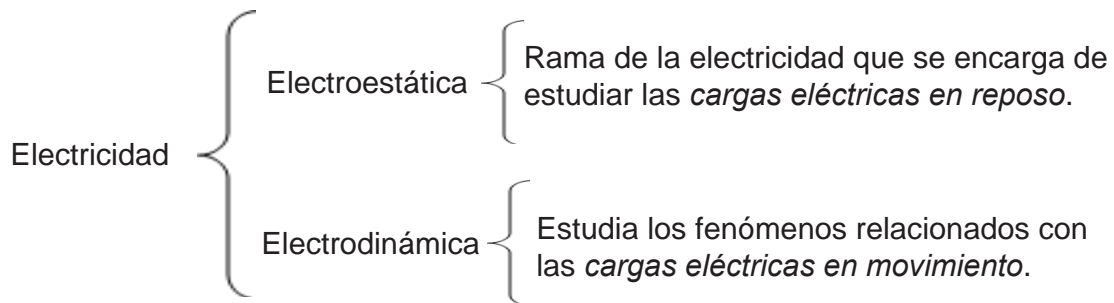 Electricidad
Electroestática
Rama de la electricidad que se encarga de
estudiar las cargas eléctricas en reposo.
Electrodinámica
Estudia los fenómenos relacionados con
las cargas eléctricas en movimiento.